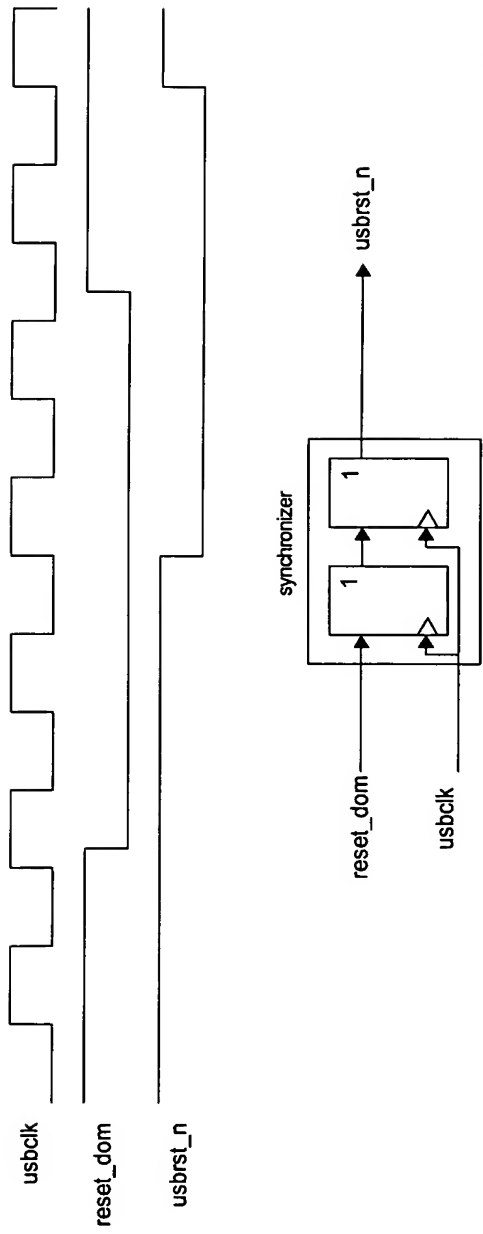 usbclk
reset_dom
usbrst_n
synchronizer
reset_dom
1
1
usbrst_n
usbclk